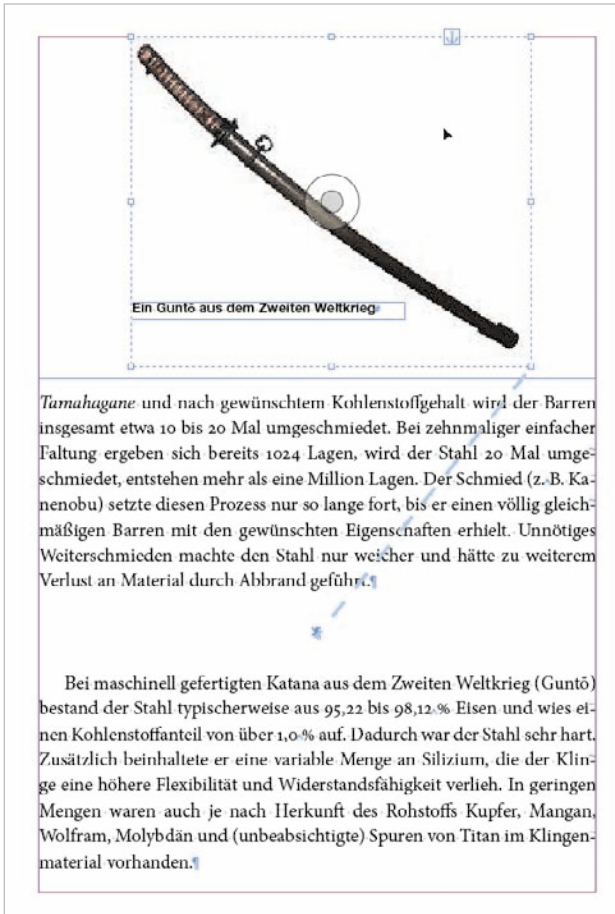 Ein Guntō aus dem Zweiten Weltkrieg
Tamahagane und nach gewünschtem Kohlenstoffgehalt wird der Barren
insgesamt etwa 10 bis 20 Mal umgeschmiedet. Bei zehnmaliger einfacher
Faltung ergeben sich bereits 1024 Lagen, wird der Stahl 20 Mal umge-
schmiedet, entstehen mehr als eine Million Lagen. Der Schmied (z. B. Ka-
nenobu) setzte diesen Prozess nur so lange fort, bis er einen völlig gleich-
mäßigen Barren mit den gewünschten Eigenschaften erhielt. Unnötiges
Weiterschmieden machte den Stahl nur weicher und hätte zu weiterem
Verlust an Material durch Abbrand geführt.¶
Bei maschinell gefertigten Katana aus dem Zweiten Weltkrieg (Guntō)
bestand der Stahl typischerweise aus 95,22 bis 98,12 % Eisen und wies ei-
nen Kohlenstoffanteil von über 1,0 % auf. Dadurch war der Stahl sehr hart.
Zusätzlich beinhaltete er eine variable Menge an Silizium, die der Klin-
ge eine höhere Flexibilität und Widerstandsfähigkeit verlieh. In geringen
Mengen waren auch je nach Herkunft des Rohstoffs Kupfer, Mangan,
Wolfram, Molybdän und (unbeabsichtigte) Spuren von Titan im Klingen-
material vorhanden.¶